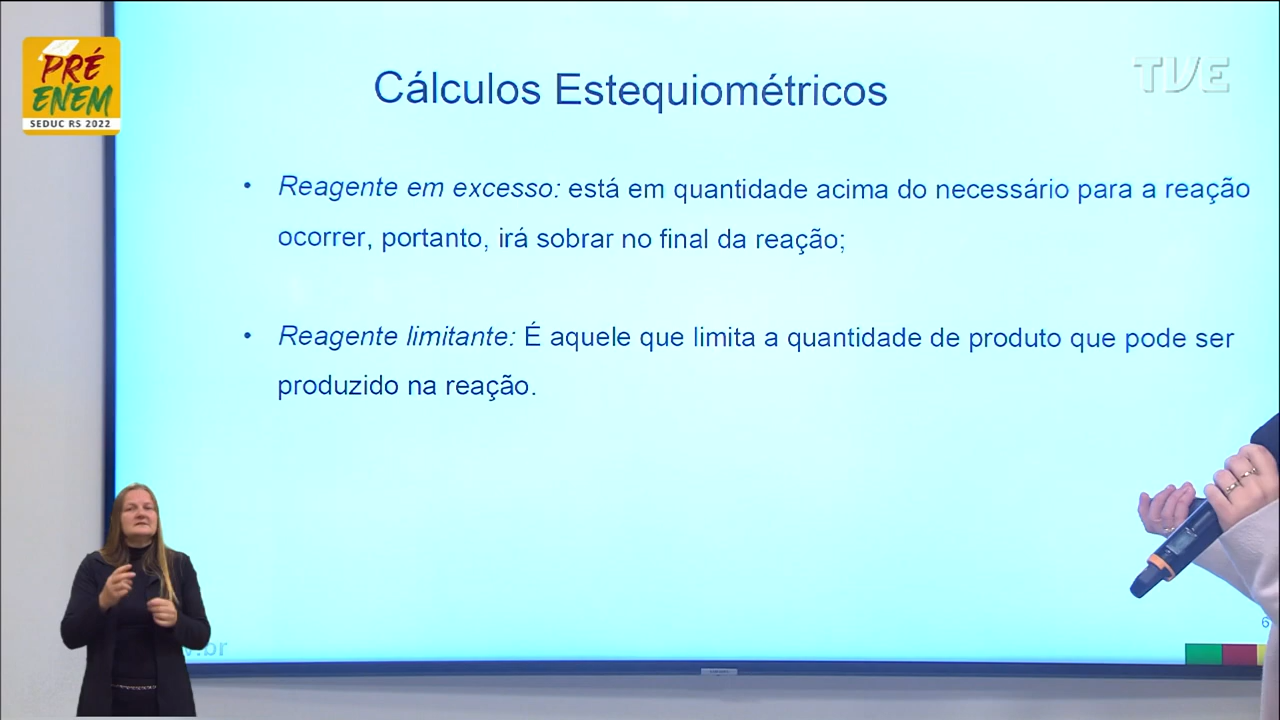 PRÉ
ENEM
SEDUC RS 2022
TVE
Cálculos Estequiométricos
• Reagente em excesso: está em quantidade acima do necessário para a reação
ocorrer, portanto, irá sobrar no final da reação;
• Reagente limitante: É aquele que limita a quantidade de produto que pode ser
produzido na reação.
6
.br